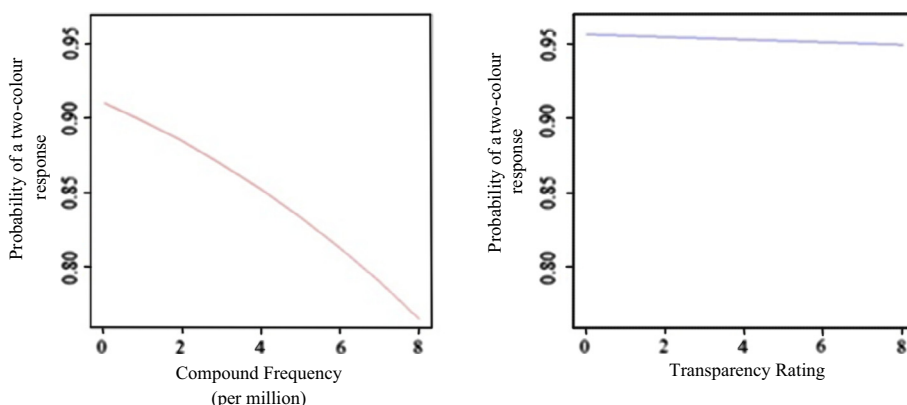 Probability of a two-colour
response
0.95
0.90
0.85
0.80
0 2 4 6 8
Compound Frequency
(per million)
Probability of a two-colour
response
0.95
0.90
0.85
0.80
0 2 4 6 8
Transparency Rating